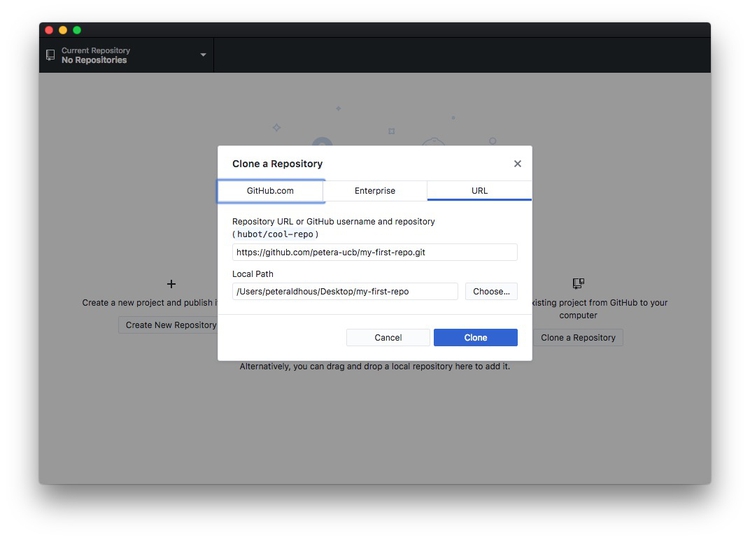 Current Repository
No Repositories
Clone a Repository
GitHub.com
Enterprise
URL
Repository URL or GitHub username and repository
(hubot/cool-repo)
https://github.com/petera-ucb/my-first-repo.git
Local Path
/Users/peteraldhous/Desktop/my-first-repo
Choose...
Cancel
Clone
Create a new project and publish i
Create New Repository
xisting project from GitHub to your
computer
Clone a Repository
Alternatively, you can drag and drop a local repository here to add it.